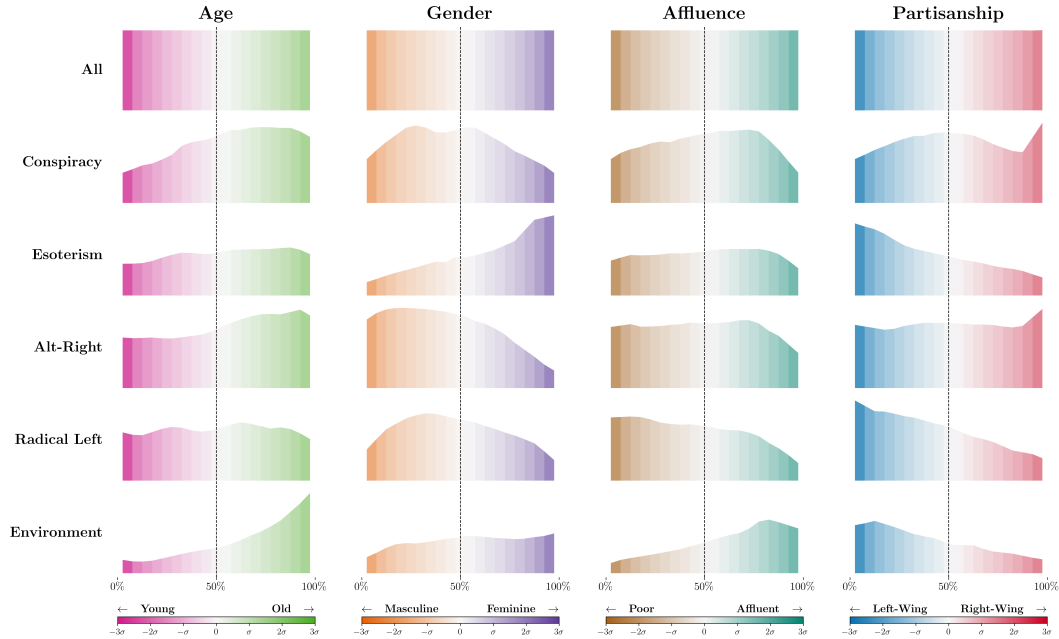 Age Gender Affluence Partisanship
All
Conspiracy
Esoterism
Alt-Right
Radical Left
Environment
0% 50% 100% 0% 50% 100% 0% 50% 100% 0% 50% 100%
← Young Old → ← Masculine Feminine → ← Poor Affluent → ← Left-Wing Right-Wing →
−3σ −2σ −σ 0 σ 2σ 3σ −3σ −2σ −σ 0 σ 2σ 3σ −3σ −2σ −σ 0 σ 2σ 3σ −3σ −2σ −σ 0 σ 2σ 3σ